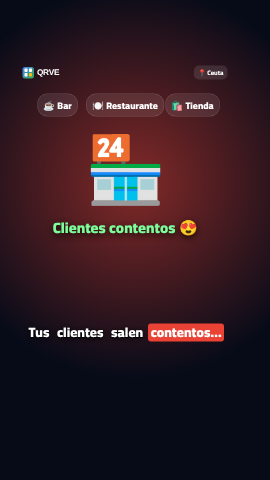 QRVE
Ceuta
Bar
Restaurante
Tienda
24
Clientes contentos
Tus clientes salen contentos...